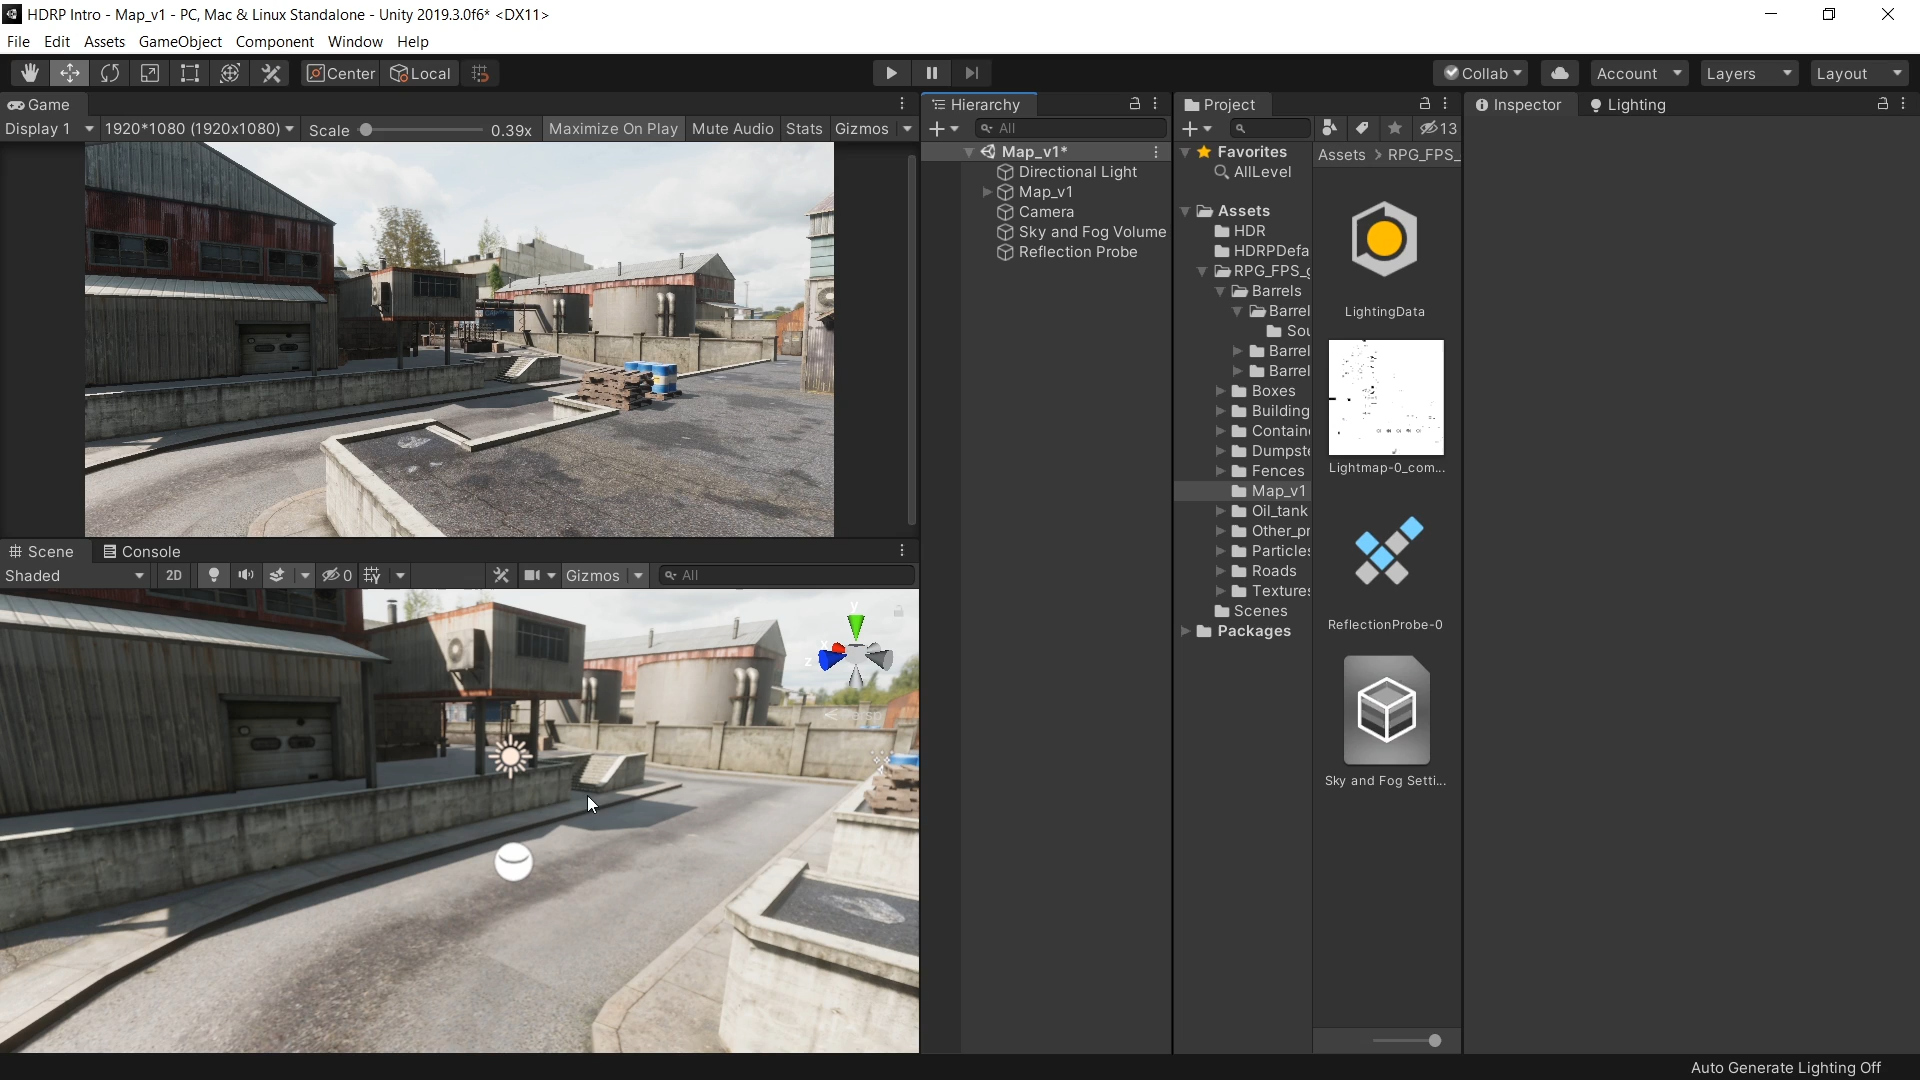 HDRP Intro - Map_v1 - PC, Mac & Linux Standalone - Unity 2019.3.0f6* <DX11>
File Edit Assets GameObject Component Window Help
Center Local Collab Account Layers Layout
Game
Display 1 1920*1080 (1920x1080) Scale 0.39x Maximize On Play Mute Audio Stats Gizmos
Scene Console
Shaded 2D 0 Gizmos All
y
x
z
Persp
Hierarchy
All
Map_v1*
Directional Light
Map_v1
Camera
Sky and Fog Volume
Reflection Probe
Project
13
Favorites
AllLevel
Assets
HDR
HDRPDefa
RPG_FPS_g
Barrels
Barrel
Sou
Barrel
Barrel
Boxes
Building
Contain
Dumpste
Fences
Map_v1
Oil_tank
Other_pr
Particles
Roads
Textures
Scenes
Packages
Assets > RPG_FPS_
LightingData
Lightmap-0_com...
ReflectionProbe-0
Sky and Fog Setti...
Inspector Lighting
Auto Generate Lighting Off